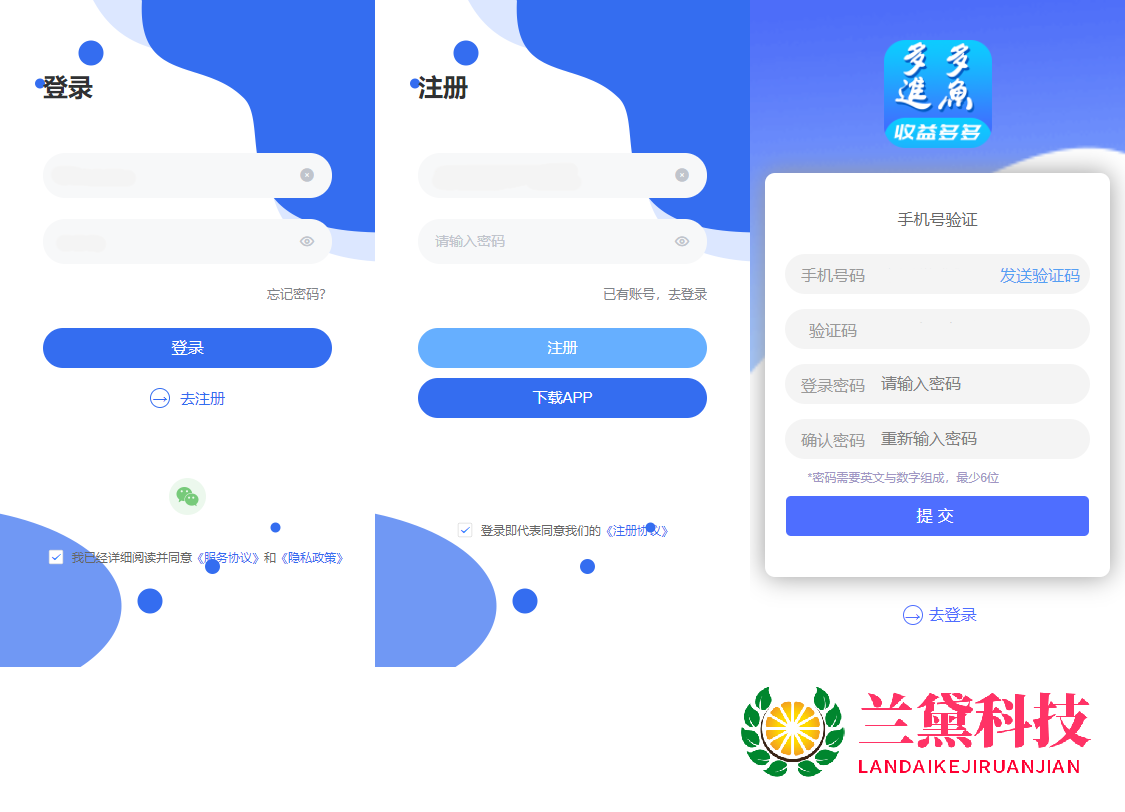 登录
忘记密码?
登录
去注册
我已经详细阅读并同意《服务协议》和《隐私政策》
注册
请输入密码
已有账号，去登录
注册
下载APP
登录即代表同意我们的《注册协议》
多多
進魚
收益多多
手机号验证
手机号码 发送验证码
验证码
登录密码 请输入密码
确认密码 重新输入密码
*密码需要英文与数字组成，最少6位
提交
去登录
兰黛科技
LANDAIKEJIRUANJIAN